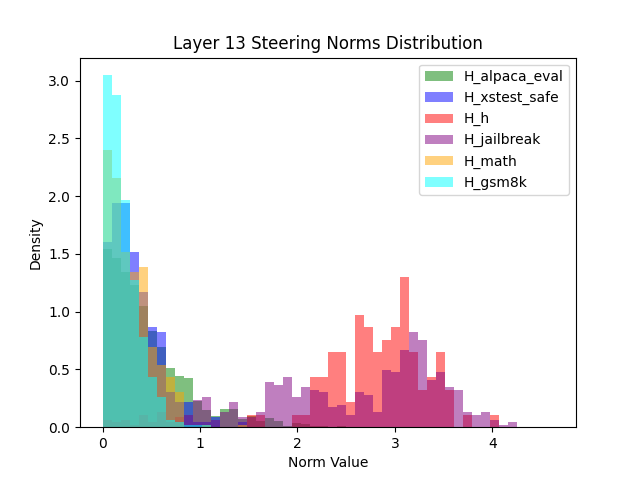 Layer 13 Steering Norms Distribution
H_alpaca_eval
H_xstest_safe
H_h
H_jailbreak
H_math
H_gsm8k
3.0
2.5
2.0
1.5
1.0
0.5
0.0
Density
0 1 2 3 4
Norm Value